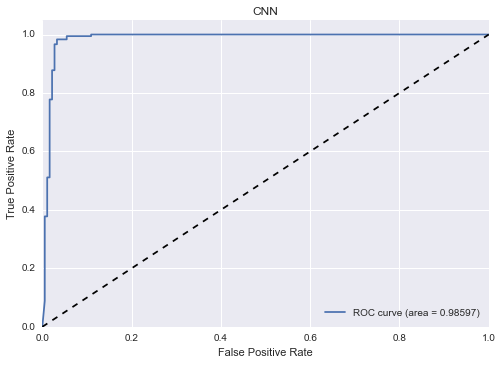 CNN
1.0
0.8
0.6
0.4
0.2
0.0
True Positive Rate
0.0 0.2 0.4 0.6 0.8 1.0
False Positive Rate
ROC curve (area = 0.98597)